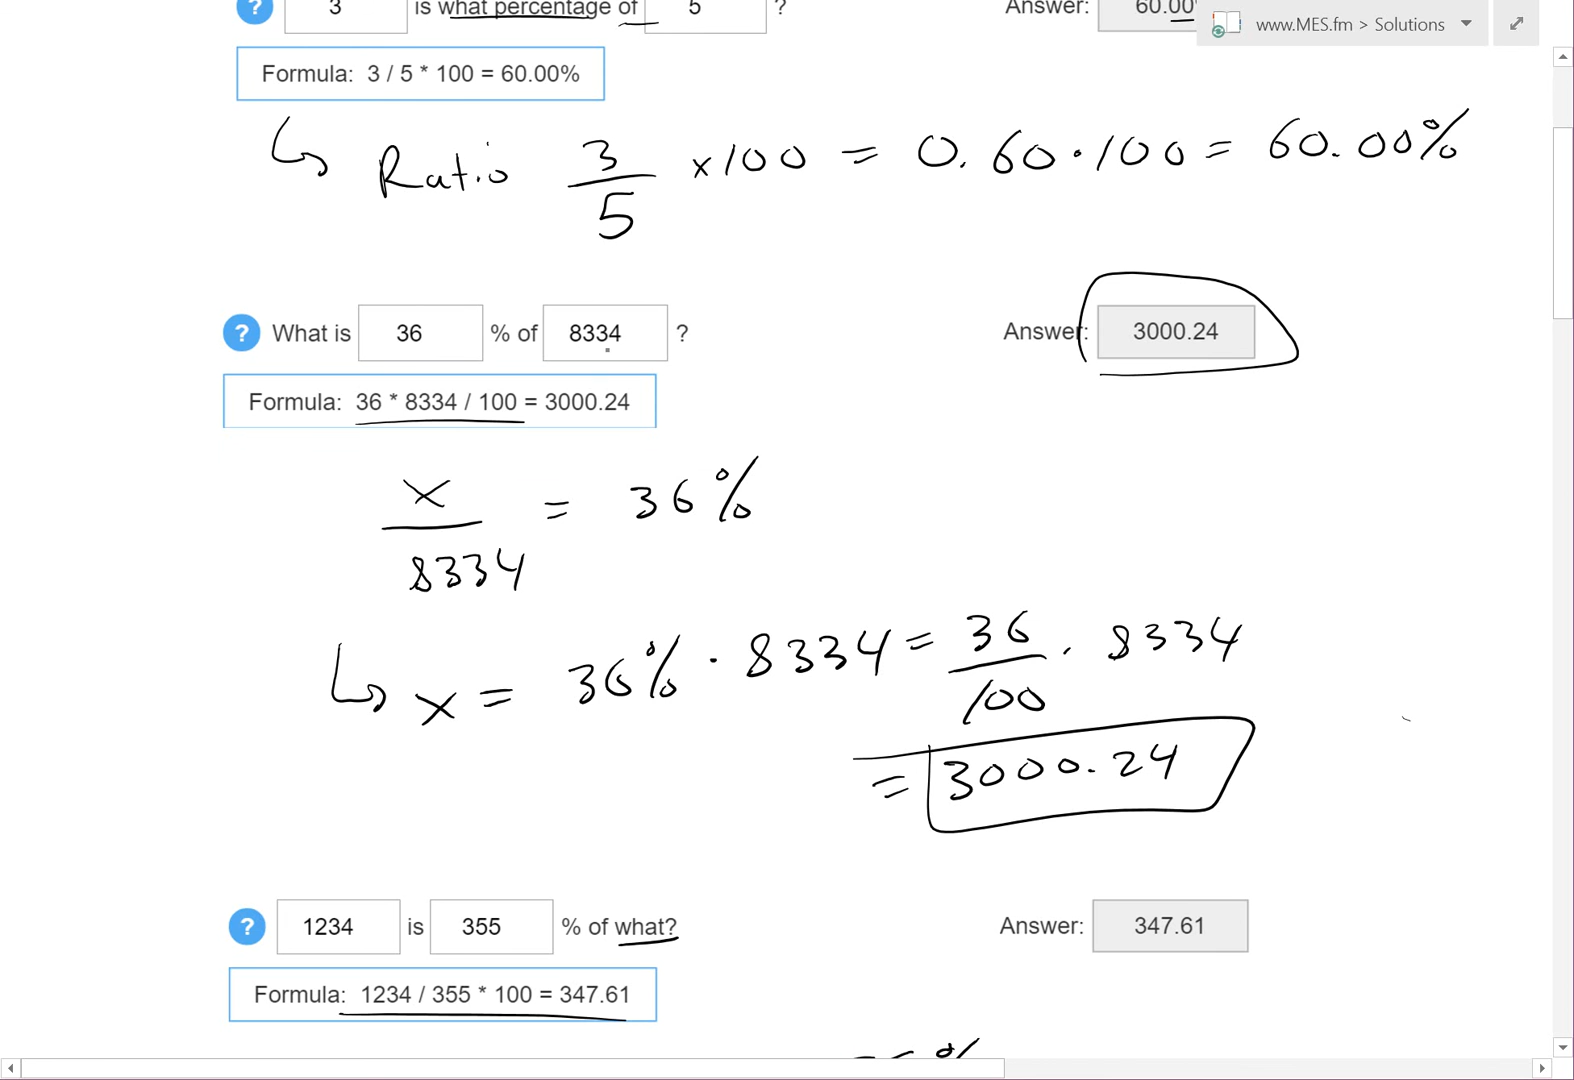 ? 3 is what percentage of 5 ? Answer: 60.00
www.MES.fm > Solutions
Formula: 3 / 5 * 100 = 60.00%
↳ Ratio 3/5 ×100 = 0.60·100 = 60.00%
? What is 36 % of 8334 ? Answer: 3000.24
Formula: 36 * 8334 / 100 = 3000.24
x/8334 = 36%
↳ x = 36% · 8334 = 36/100 · 8334
= 3000.24
? 1234 is 355 % of what? Answer: 347.61
Formula: 1234 / 355 * 100 = 347.61